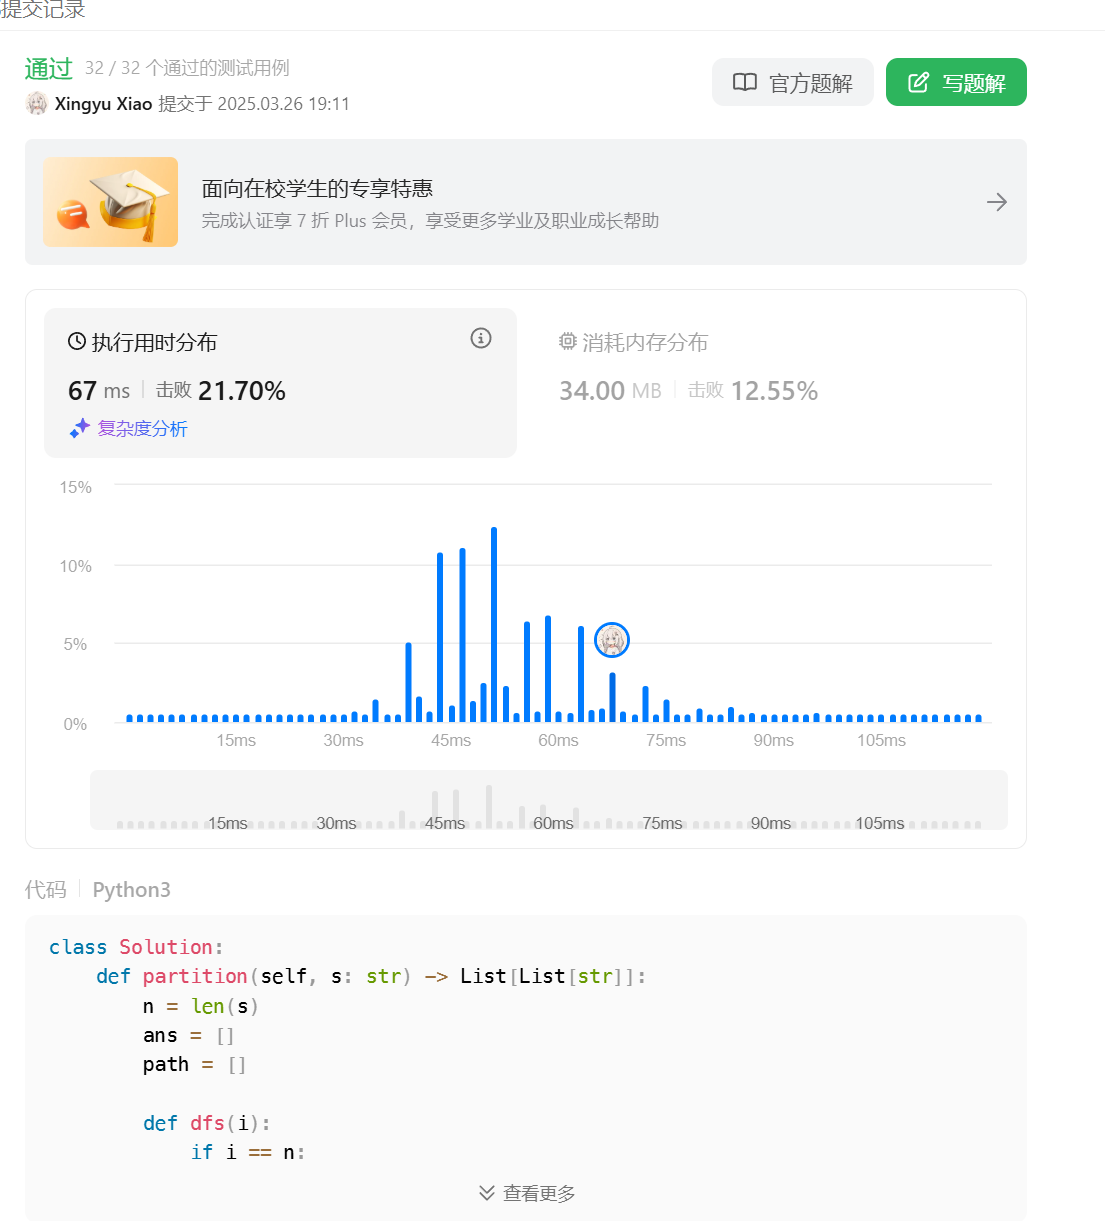 提交记录
通过 32 / 32 个通过的测试用例
Xingyu Xiao 提交于 2025.03.26 19:11
官方题解
写题解
面向在校学生的专享特惠
完成认证享 7 折 Plus 会员，享受更多学业及职业成长帮助
执行用时分布
67 ms 击败 21.70%
复杂度分析
消耗内存分布
34.00 MB 击败 12.55%
15%
10%
5%
0%
15ms 30ms 45ms 60ms 75ms 90ms 105ms
15ms 30ms 45ms 60ms 75ms 90ms 105ms
代码 Python3
class Solution:
    def partition(self, s: str) -> List[List[str]]:
        n = len(s)
        ans = []
        path = []
        def dfs(i):
            if i == n:
查看更多